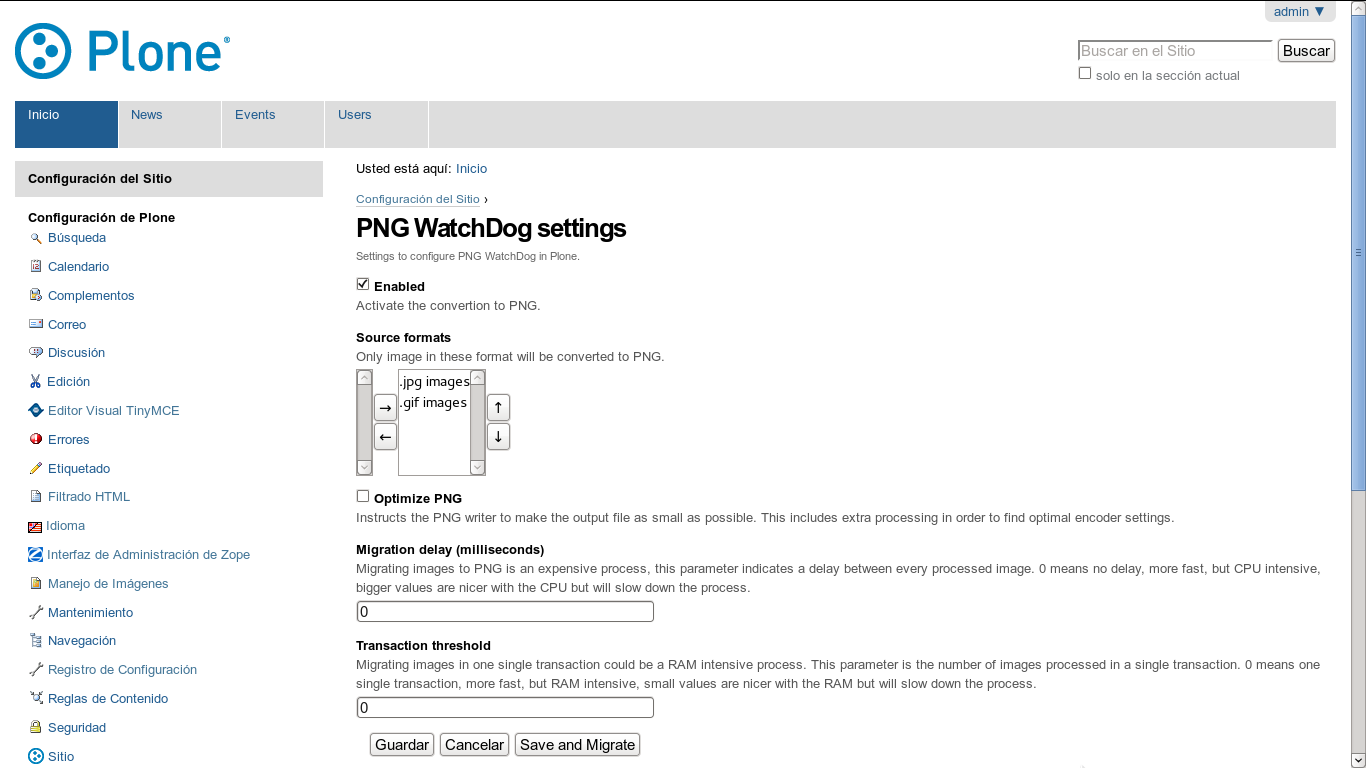 admin ▼
Plone®
Buscar en el Sitio
Buscar
solo en la sección actual
Inicio
News
Events
Users
Configuración del Sitio
Configuración de Plone
Búsqueda
Calendario
Complementos
Correo
Discusión
Edición
Editor Visual TinyMCE
Errores
Etiquetado
Filtrado HTML
Idioma
Interfaz de Administración de Zope
Manejo de Imágenes
Mantenimiento
Navegación
Registro de Configuración
Reglas de Contenido
Seguridad
Sitio
Usted está aquí: Inicio
Configuración del Sitio ›
PNG WatchDog settings
Settings to configure PNG WatchDog in Plone.
Enabled
Activate the convertion to PNG.
Source formats
Only image in these format will be converted to PNG.
.jpg images
.gif images
→
←
↑
↓
Optimize PNG
Instructs the PNG writer to make the output file as small as possible. This includes extra processing in order to find optimal encoder settings.
Migration delay (milliseconds)
Migrating images to PNG is an expensive process, this parameter indicates a delay between every processed image. 0 means no delay, more fast, but CPU intensive,
bigger values are nicer with the CPU but will slow down the process.
0
Transaction threshold
Migrating images in one single transaction could be a RAM intensive process. This parameter is the number of images processed in a single transaction. 0 means one
single transaction, more fast, but RAM intensive, small values are nicer with the RAM but will slow down the process.
0
Guardar
Cancelar
Save and Migrate